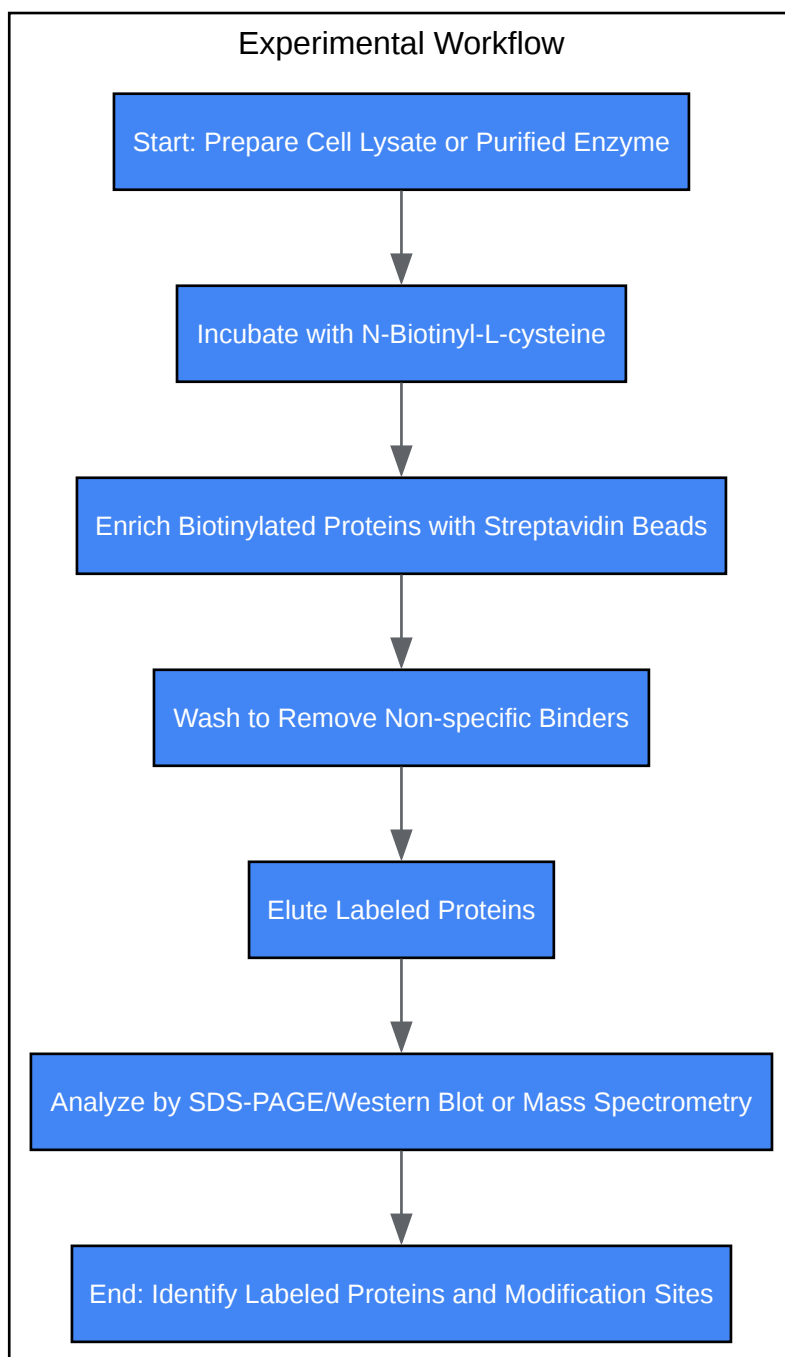 Experimental Workflow
Start: Prepare Cell Lysate or Purified Enzyme
Incubate with N-Biotinyl-L-cysteine
Enrich Biotinylated Proteins with Streptavidin Beads
Wash to Remove Non-specific Binders
Elute Labeled Proteins
Analyze by SDS-PAGE/Western Blot or Mass Spectrometry
End: Identify Labeled Proteins and Modification Sites